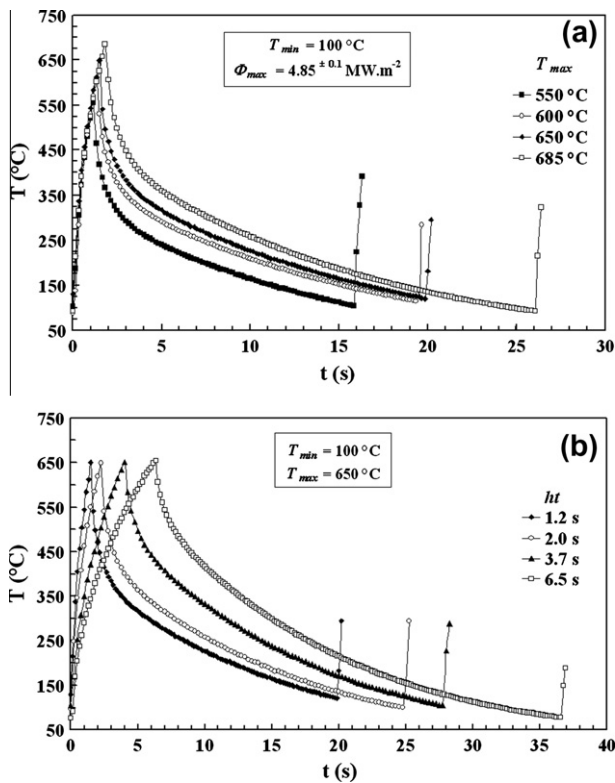 750
(a)
T min = 100 °C
Φmax = 4.85 ± 0.1 MW.m-2
650
T max
550 °C
600 °C
650 °C
685 °C
550
450
T (°C)
350
250
150
50
0 5 10 15 20 25 30
t (s)
750
(b)
T min = 100 °C
T max = 650 °C
650
ht
1.2 s
2.0 s
3.7 s
6.5 s
550
450
T (°C)
350
250
150
50
0 5 10 15 20 25 30 35 40
t (s)